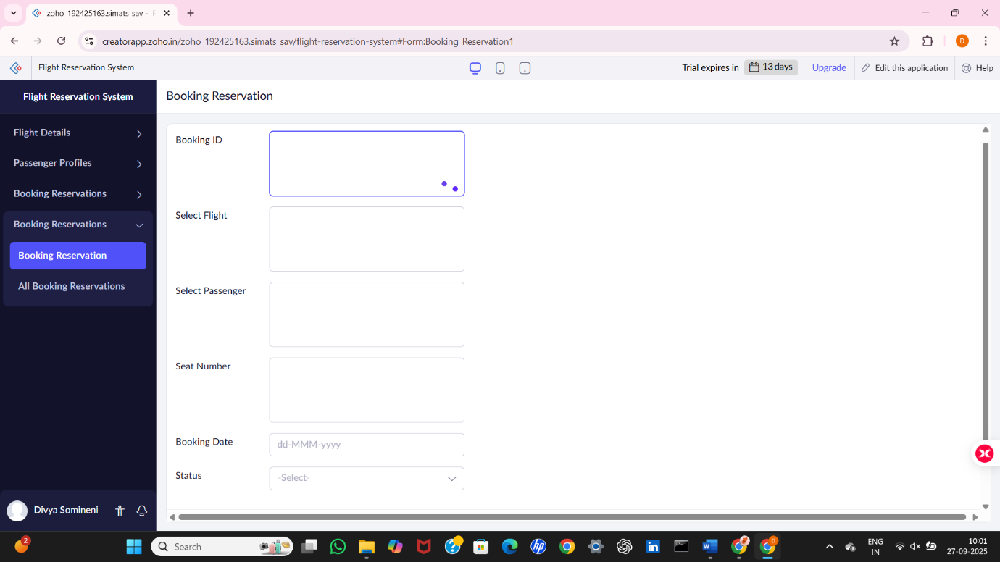 zoho_192425163.simats_sav - F
creatorapp.zoho.in/zoho_192425163.simats_sav/flight-reservation-system#Form:Booking_Reservation1
D
Flight Reservation System
Trial expires in
13 days
Upgrade
Edit this application
Help
Flight Reservation System
Flight Details
Passenger Profiles
Booking Reservations
Booking Reservations
Booking Reservation
All Booking Reservations
Divya Somineni
Booking Reservation
Booking ID
Select Flight
Select Passenger
Seat Number
Booking Date
dd-MMM-yyyy
Status
-Select-
2
Search
ENG
IN
10:01
27-09-2025